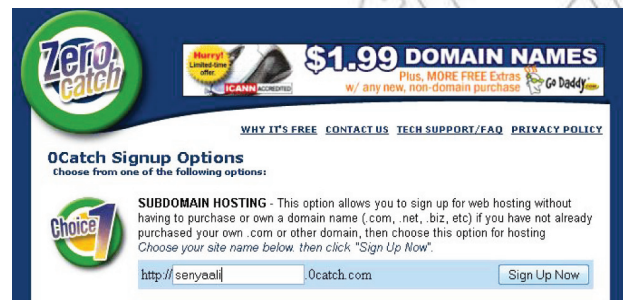 Zero
Catch
Hurry!
Limited-time
offer.
ICANN ACCREDITED
$1.99 DOMAIN NAMES
Plus, MORE FREE Extras
w/ any new, non-domain purchase
Go Daddy.com
WHY IT'S FREE CONTACT US TECH SUPPORT/FAQ PRIVACY POLICY
0Catch Signup Options
Choose from one of the following options:
Choice 1
SUBDOMAIN HOSTING - This option allows you to sign up for web hosting without
having to purchase or own a domain name (.com, .net, .biz, etc) if you have not already
purchased your own .com or other domain, then choose this option for hosting
Choose your site name below. then click "Sign Up Now".
http:// senyaali .0catch.com Sign Up Now